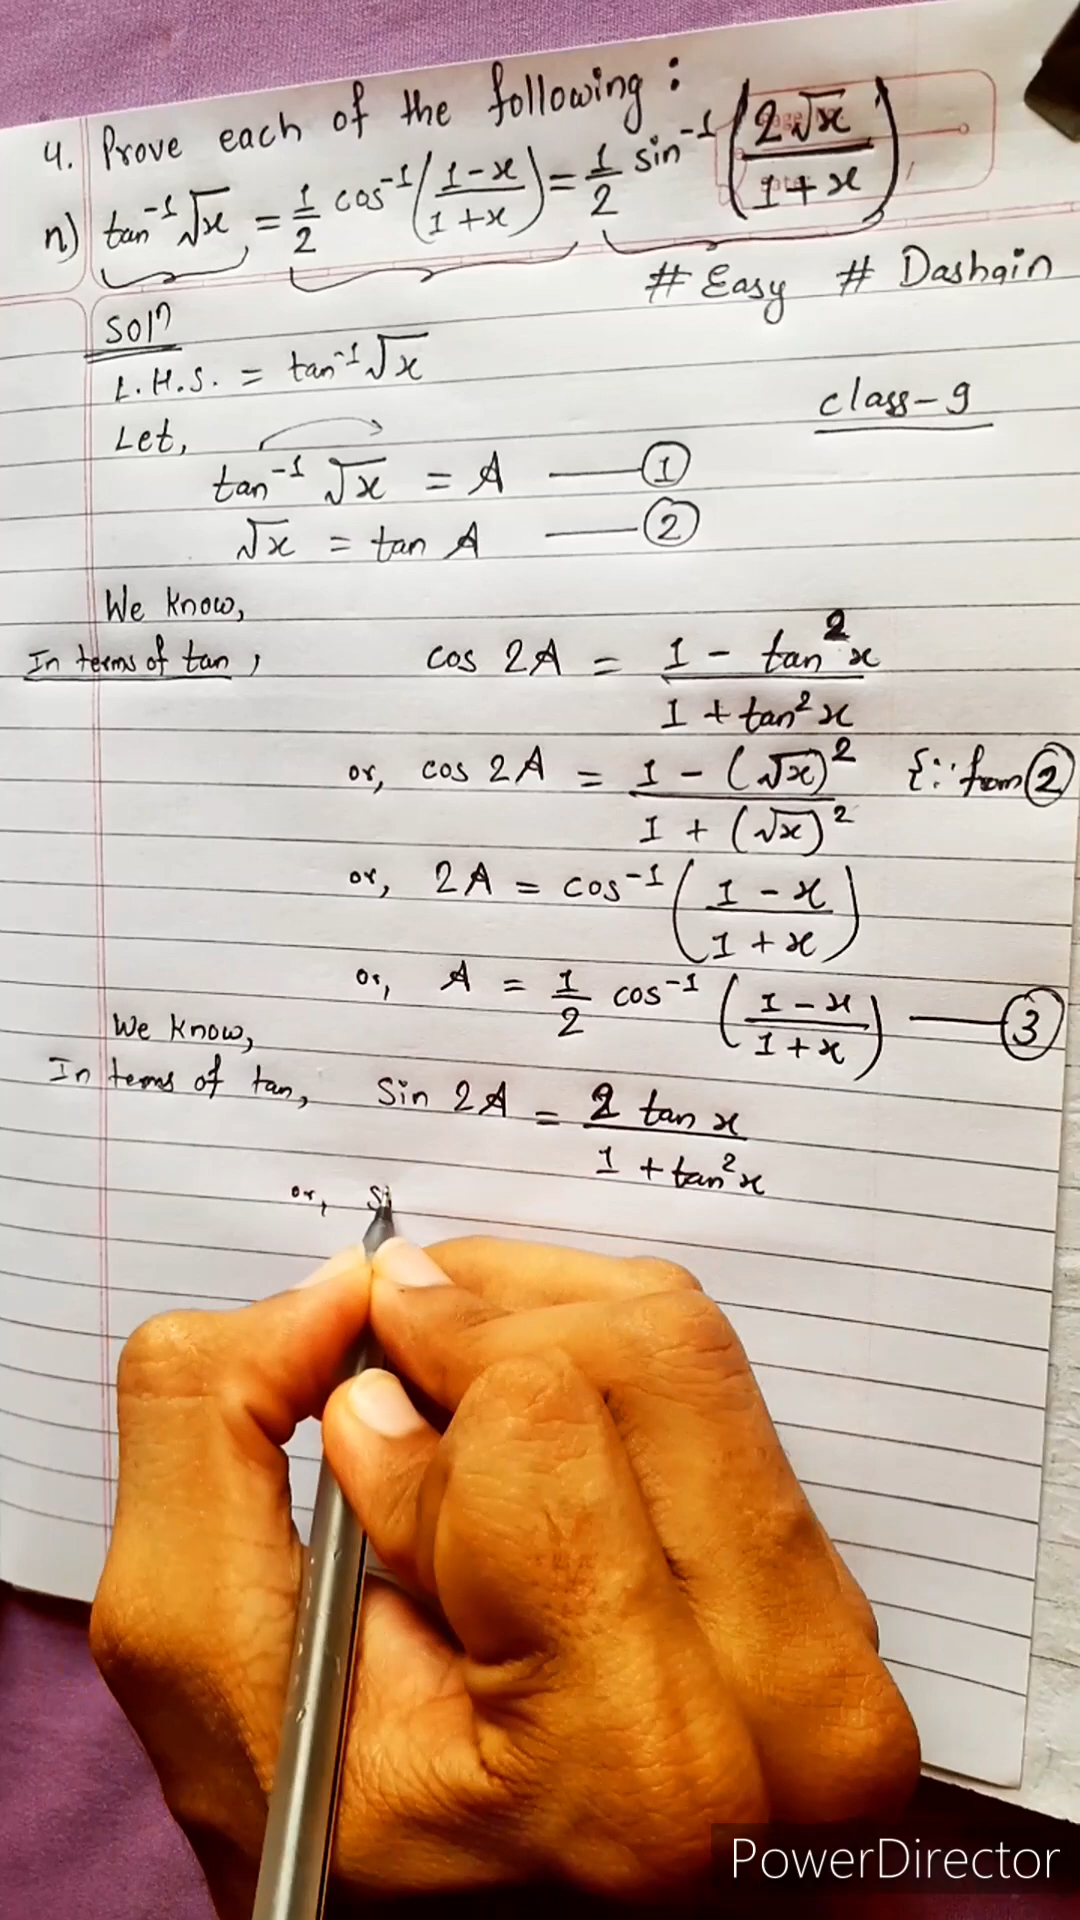 4. Prove each of the following :
n) tan⁻¹√x = 1/2 cos⁻¹(1-x/1+x) = 1/2 sin⁻¹(2√x/1+x)
# Easy # Dashain
Solⁿ
L.H.S. = tan⁻¹√x
class-9
Let,
tan⁻¹ √x = A —— ①
√x = tan A —— ②
We know,
In terms of tan, cos 2A = 1 - tan²x / 1 + tan²x
or, cos 2A = 1 - (√x)² / 1 + (√x)² {∵ from ②
or, 2A = cos⁻¹(1 - x / 1 + x)
or, A = 1/2 cos⁻¹(1 - x / 1 + x) —— ③
We know,
In terms of tan, Sin 2A = 2 tan x / 1 + tan²x
or, Si
PowerDirector